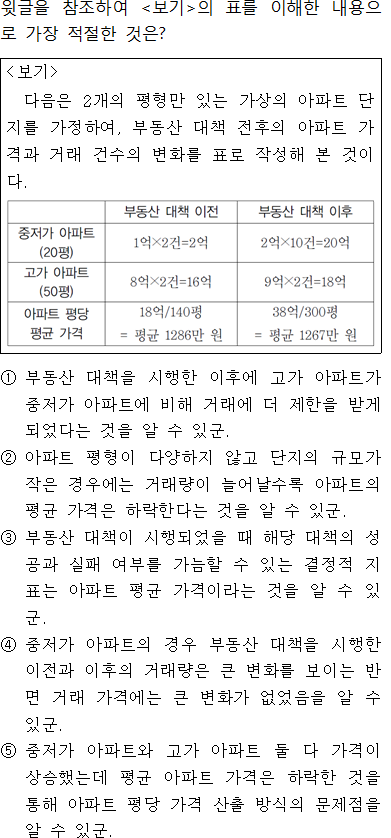 윗글을 참조하여 <보기>의 표를 이해한 내용으
로 가장 적절한 것은?
<보기>
다음은 2개의 평형만 있는 가상의 아파트 단
지를 가정하여, 부동산 대책 전후의 아파트 가
격과 거래 건수의 변화를 표로 작성해 본 것이
다.
부동산 대책 이전 부동산 대책 이후
중저가 아파트
(20평)
1억×2건=2억 2억×10건=20억
고가 아파트
(50평)
8억×2건=16억 9억×2건=18억
아파트 평당
평균 가격
18억/140평
= 평균 1286만 원
38억/300평
= 평균 1267만 원
① 부동산 대책을 시행한 이후에 고가 아파트가
중저가 아파트에 비해 거래에 더 제한을 받게
되었다는 것을 알 수 있군.
② 아파트 평형이 다양하지 않고 단지의 규모가
작은 경우에는 거래량이 늘어날수록 아파트의
평균 가격은 하락한다는 것을 알 수 있군.
③ 부동산 대책이 시행되었을 때 해당 대책의 성
공과 실패 여부를 가늠할 수 있는 결정적 지
표는 아파트 평균 가격이라는 것을 알 수 있
군.
④ 중저가 아파트의 경우 부동산 대책을 시행한
이전과 이후의 거래량은 큰 변화를 보이는 반
면 거래 가격에는 큰 변화가 없었음을 알 수
있군.
⑤ 중저가 아파트와 고가 아파트 둘 다 가격이
상승했는데 평균 아파트 가격은 하락한 것을
통해 아파트 평당 가격 산출 방식의 문제점을
알 수 있군.